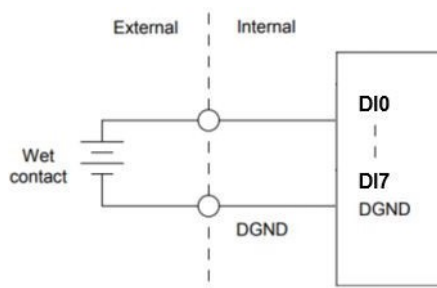 External
Internal
DI0
Wet
contact
DI7
DGND
DGND